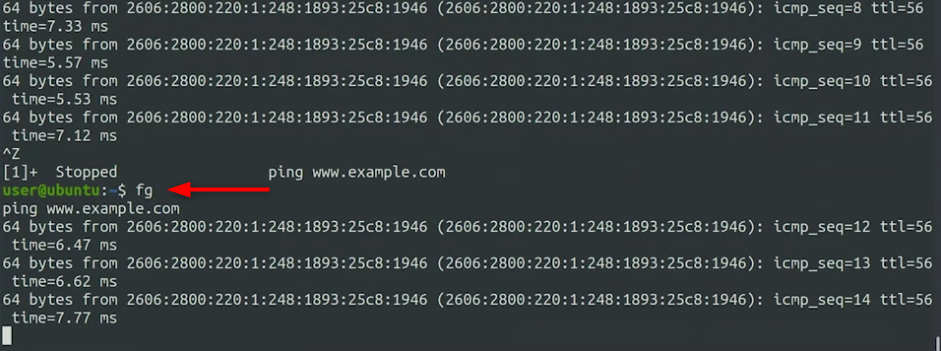 64 bytes from 2606:2800:220:1:248:1893:25c8:1946 (2606:2800:220:1:248:1893:25c8:1946): icmp_seq=8 ttl=56
time=7.33 ms
64 bytes from 2606:2800:220:1:248:1893:25c8:1946 (2606:2800:220:1:248:1893:25c8:1946): icmp_seq=9 ttl=56
time=5.57 ms
64 bytes from 2606:2800:220:1:248:1893:25c8:1946 (2606:2800:220:1:248:1893:25c8:1946): icmp_seq=10 ttl=56
 time=5.53 ms
64 bytes from 2606:2800:220:1:248:1893:25c8:1946 (2606:2800:220:1:248:1893:25c8:1946): icmp_seq=11 ttl=56
 time=7.12 ms
^Z
[1]+  Stopped                 ping www.example.com
user@ubuntu:~$ fg
ping www.example.com
64 bytes from 2606:2800:220:1:248:1893:25c8:1946 (2606:2800:220:1:248:1893:25c8:1946): icmp_seq=12 ttl=56
 time=6.47 ms
64 bytes from 2606:2800:220:1:248:1893:25c8:1946 (2606:2800:220:1:248:1893:25c8:1946): icmp_seq=13 ttl=56
 time=6.62 ms
64 bytes from 2606:2800:220:1:248:1893:25c8:1946 (2606:2800:220:1:248:1893:25c8:1946): icmp_seq=14 ttl=56
 time=7.77 ms